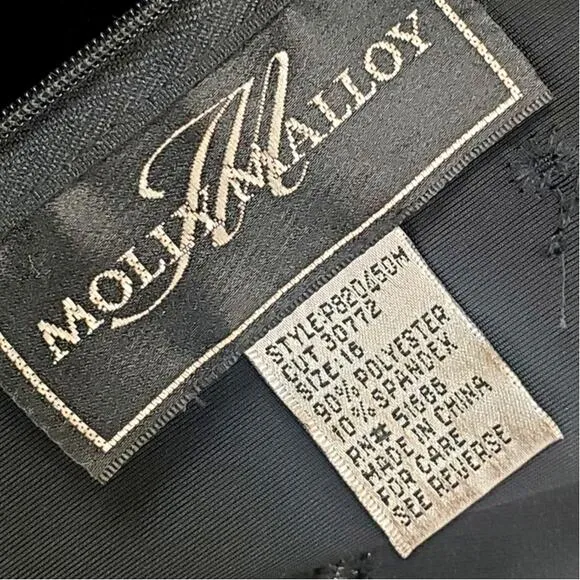 MOLLY MALLOY
M
STYLE:P820450M
CUT 30772
SIZE:16
90% POLYESTER
10% SPANDEX
RN# 51686
MADE IN CHINA
FOR CARE
SEE REVERSE